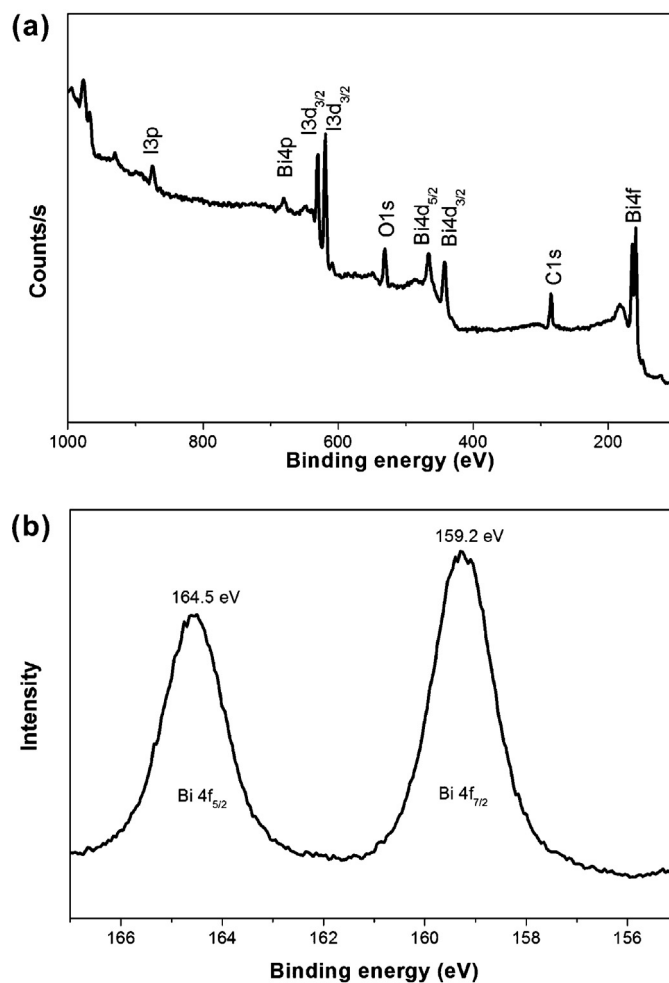 (a)
I3p
Bi4p
I3d3/2
I3d3/2
O1s
Bi4d5/2
Bi4d3/2
C1s
Bi4f
Counts/s
1000 800 600 400 200
Binding energy (eV)
(b)
159.2 eV
164.5 eV
Intensity
Bi 4f5/2
Bi 4f7/2
166 164 162 160 158 156
Binding energy (eV)